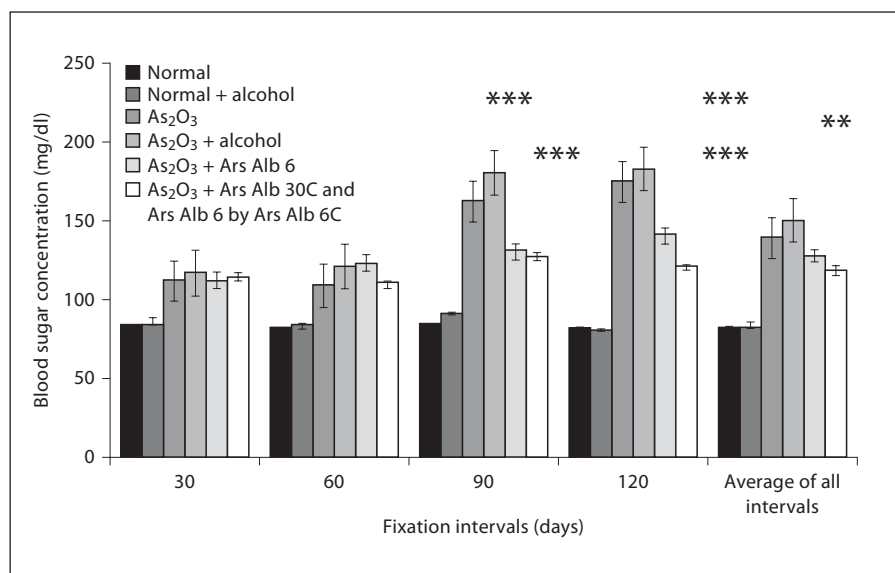 250
200
150
100
50
0
Blood sugar concentration (mg/dl)
Normal
Normal + alcohol
As₂O₃
As₂O₃ + alcohol
As₂O₃ + Ars Alb 6
As₂O₃ + Ars Alb 30C and
Ars Alb 6 by Ars Alb 6C
***
***
***
***
**
30
60
90
120
Average of all
intervals
Fixation intervals (days)